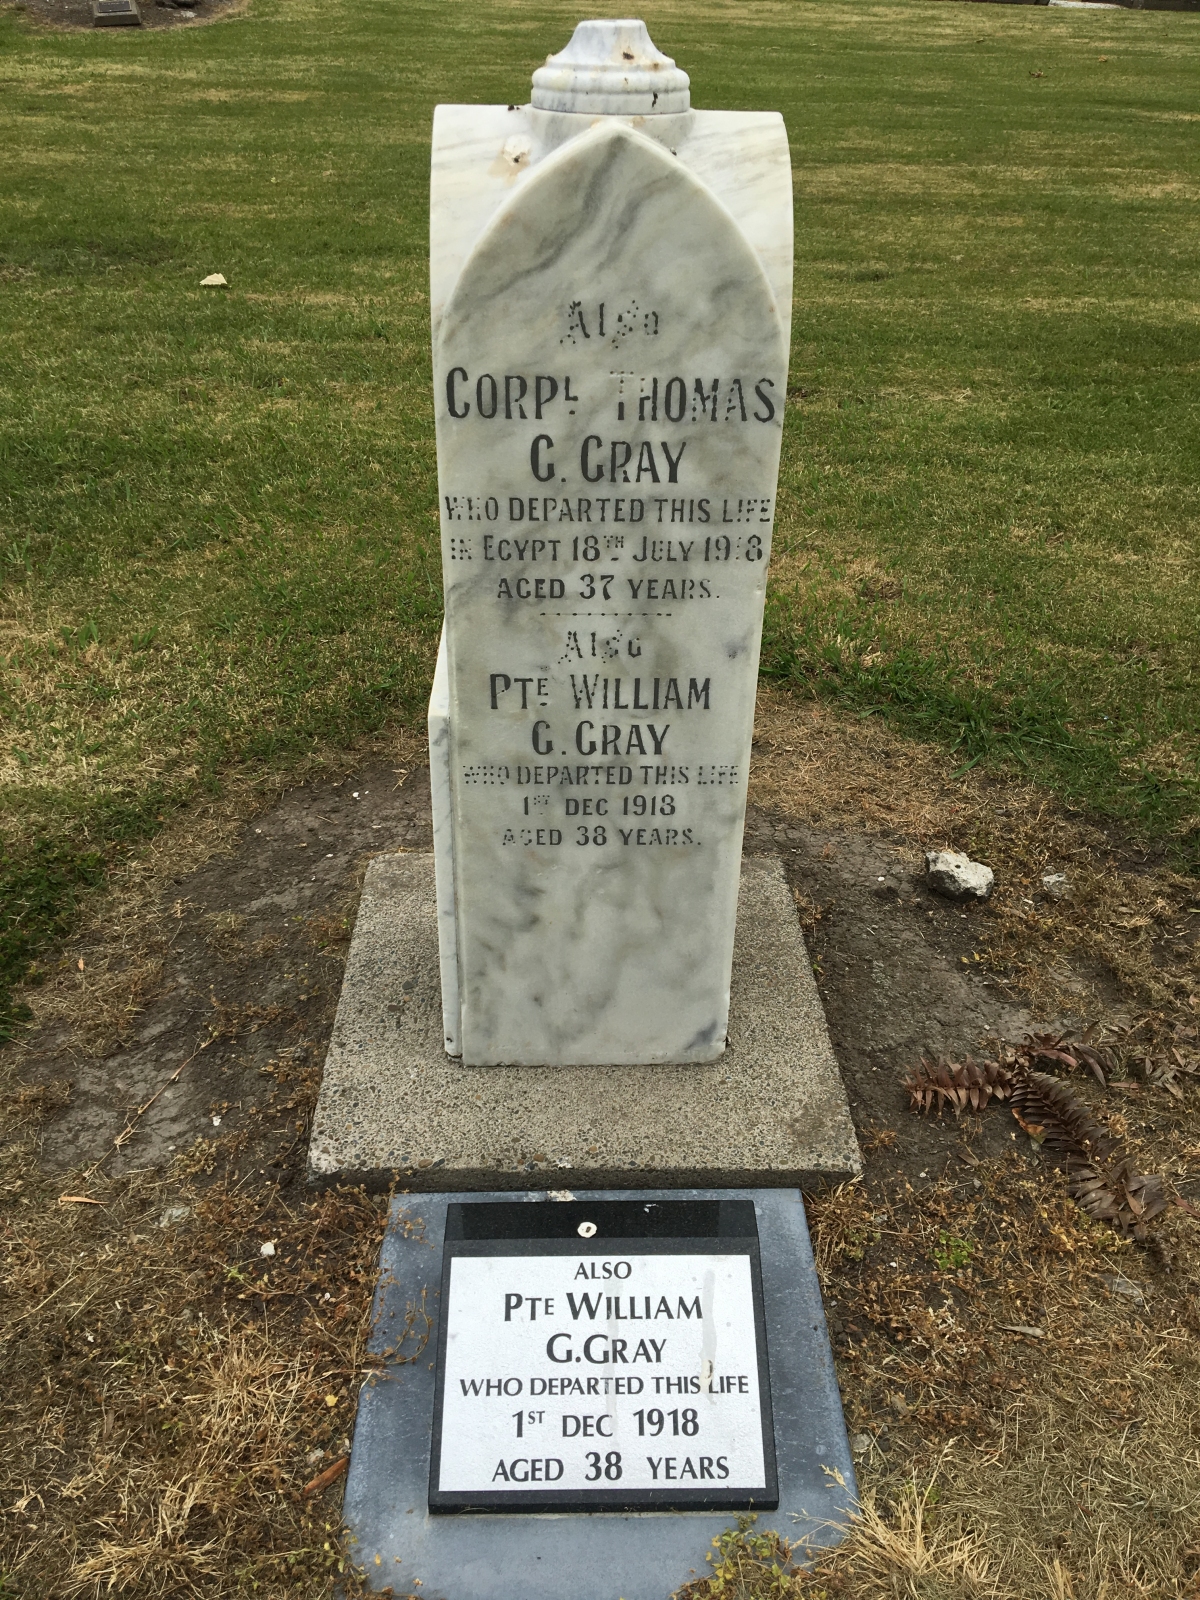 Also
CORPL THOMAS
G. GRAY
WHO DEPARTED THIS LIFE
IN EGYPT 18TH JULY 1918
AGED 37 YEARS.
Also
PTE WILLIAM
G. GRAY
WHO DEPARTED THIS LIFE
1ST DEC 1918
AGED 38 YEARS.
ALSO
PTE WILLIAM
G.GRAY
WHO DEPARTED THIS LIFE
1ST DEC 1918
AGED 38 YEARS